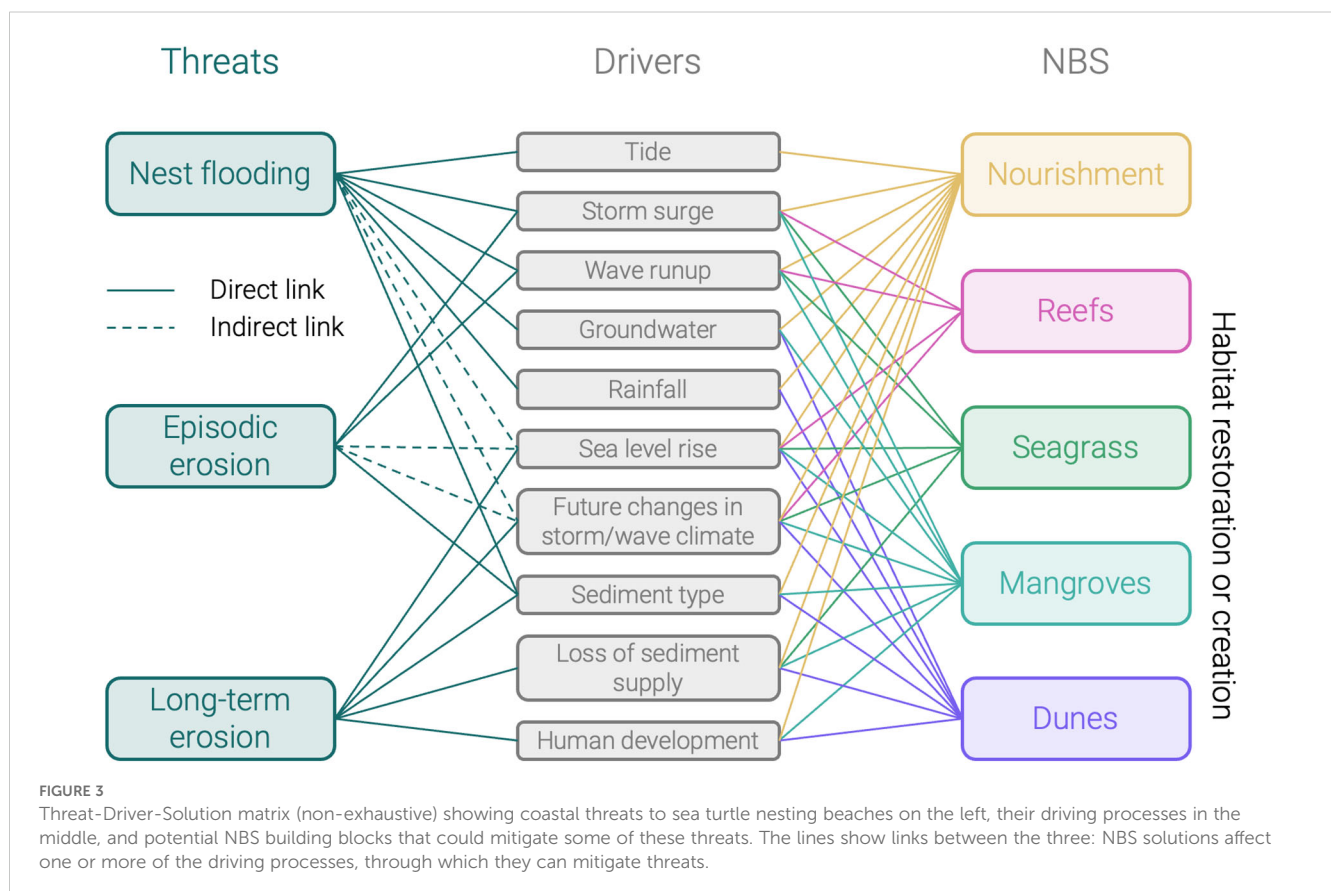 Threats
Drivers
NBS
Nest flooding
Direct link
Indirect link
Episodic
erosion
Long-term
erosion
Tide
Storm surge
Wave runup
Groundwater
Rainfall
Sea level rise
Future changes in
storm/wave climate
Sediment type
Loss of sediment
supply
Human development
Nourishment
Reefs
Seagrass
Mangroves
Dunes
Habitat restoration or creation
FIGURE 3
Threat-Driver-Solution matrix (non-exhaustive) showing coastal threats to sea turtle nesting beaches on the left, their driving processes in the
middle, and potential NBS building blocks that could mitigate some of these threats. The lines show links between the three: NBS solutions affect
one or more of the driving processes, through which they can mitigate threats.